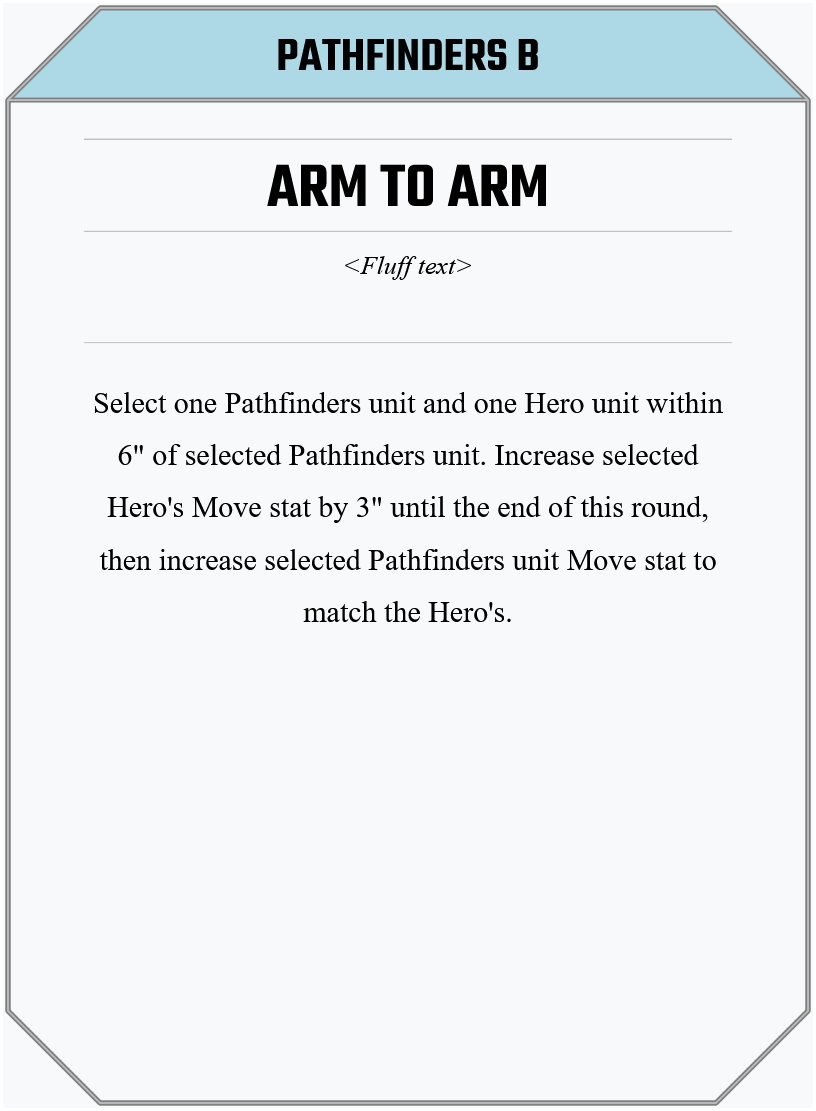 PATHFINDERS B
ARM TO ARM
<Fluff text>
Select one Pathfinders unit and one Hero unit within
6" of selected Pathfinders unit. Increase selected
Hero's Move stat by 3" until the end of this round,
then increase selected Pathfinders unit Move stat to
match the Hero's.